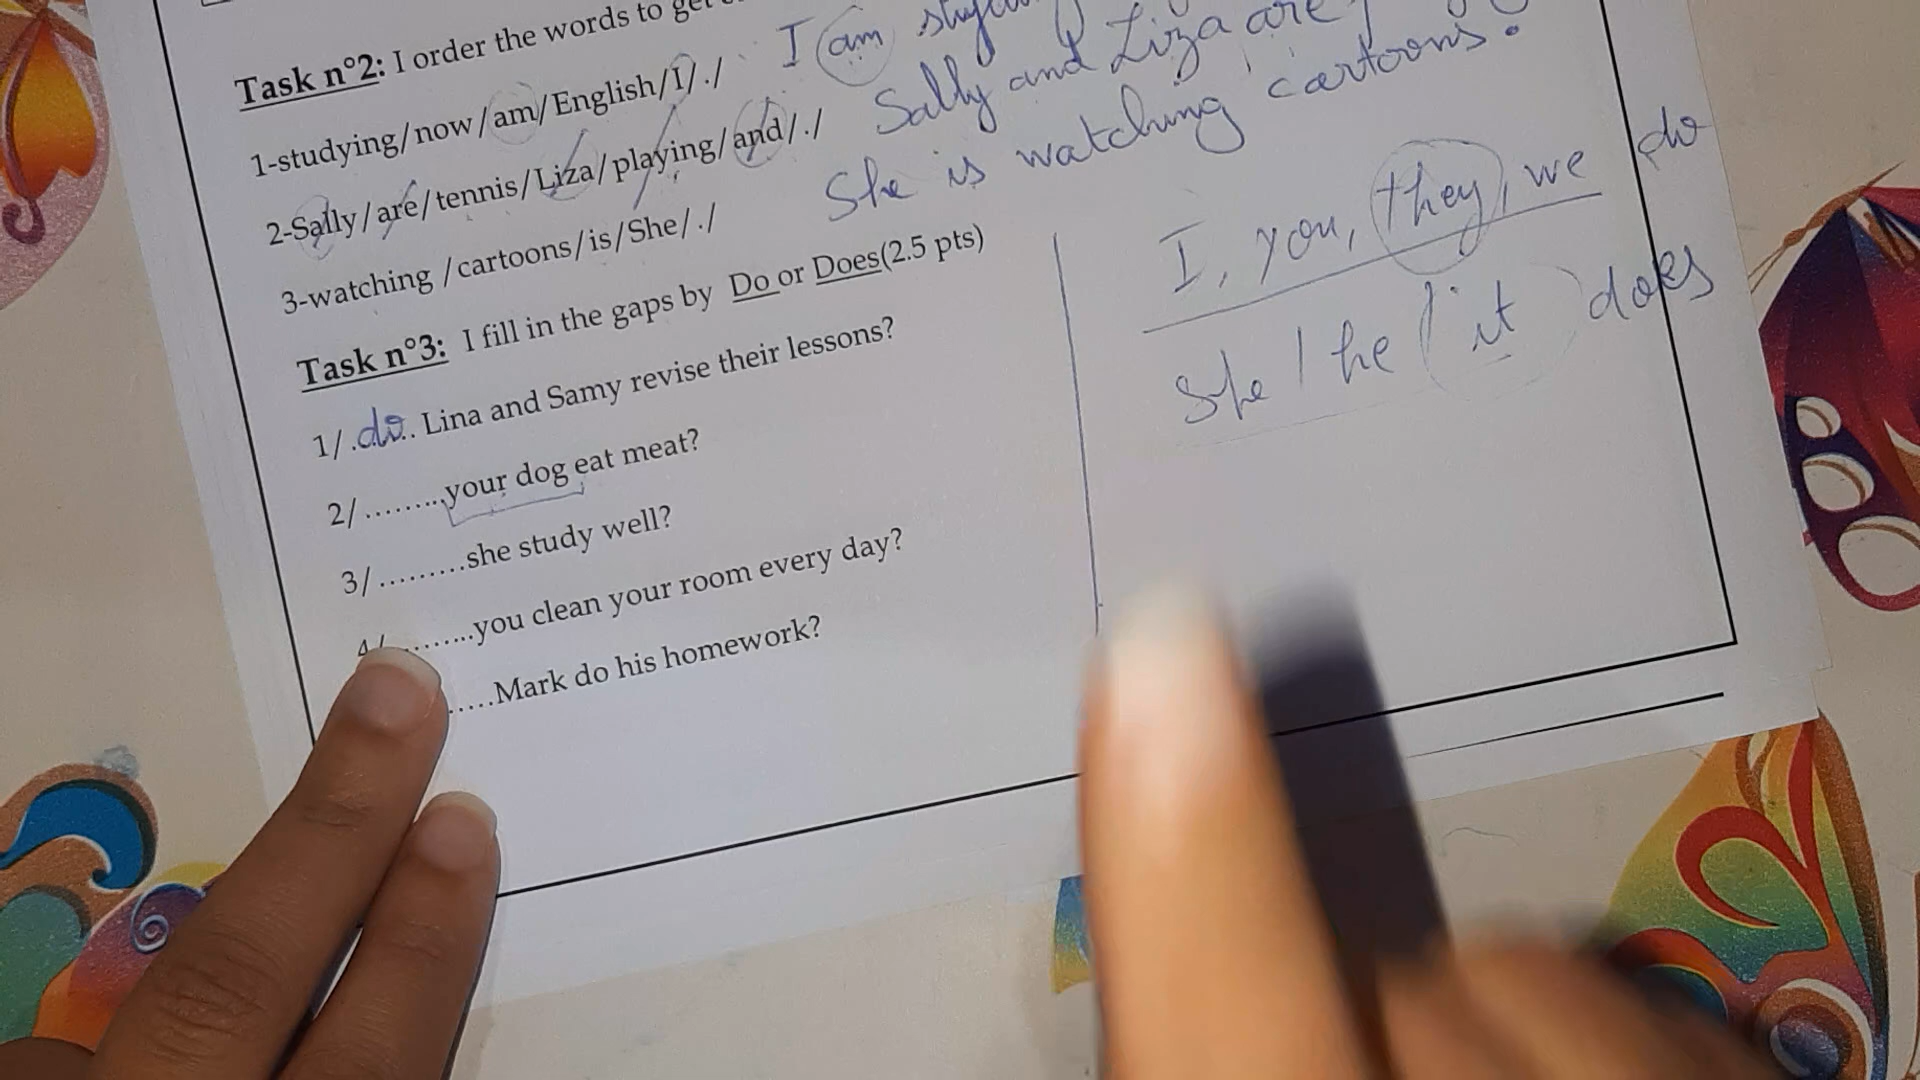 Task n°2: I order the words to get
1-studying/now/am/English/I/./ I am
2-Sally/are/tennis/Liza/playing/and/./ Sally and Liza are
3-watching /cartoons/is/She/./ She is watching cartoons.
Task n°3: I fill in the gaps by Do or Does(2.5 pts)
1/.do.. Lina and Samy revise their lessons?
2/.........your dog eat meat?
3/.........she study well?
4/.........you clean your room every day?
.....Mark do his homework?
I, you, they, we do
She / he / it does